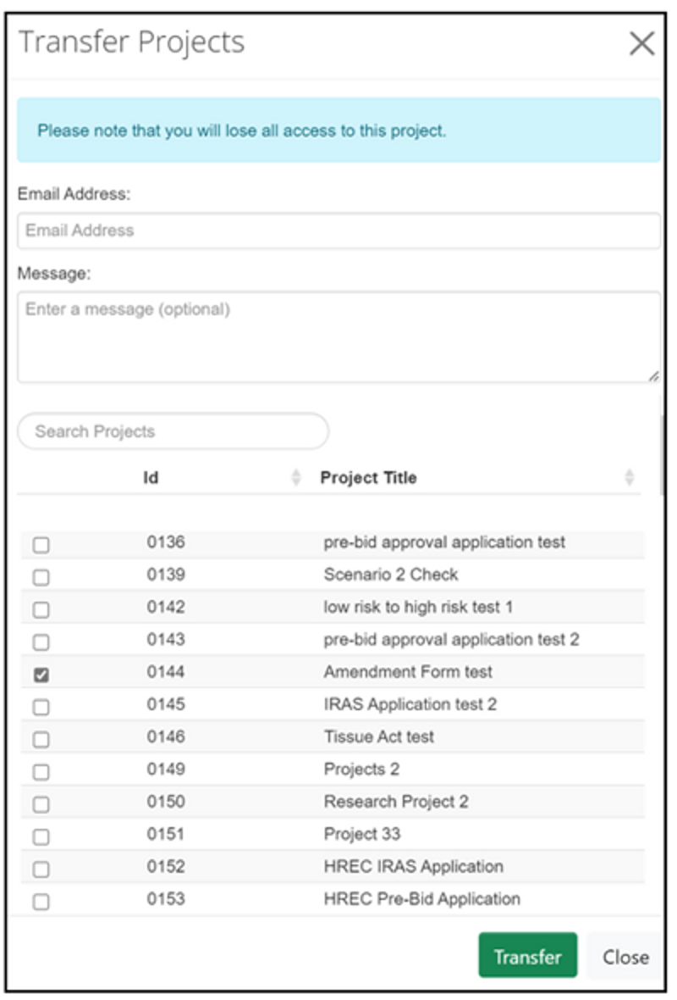 Transfer Projects
Please note that you will lose all access to this project.
Email Address:
Email Address
Message:
Enter a message (optional)
Search Projects
Id Project Title
0136 pre-bid approval application test
0139 Scenario 2 Check
0142 low risk to high risk test 1
0143 pre-bid approval application test 2
0144 Amendment Form test
0145 IRAS Application test 2
0146 Tissue Act test
0149 Projects 2
0150 Research Project 2
0151 Project 33
0152 HREC IRAS Application
0153 HREC Pre-Bid Application
Transfer Close